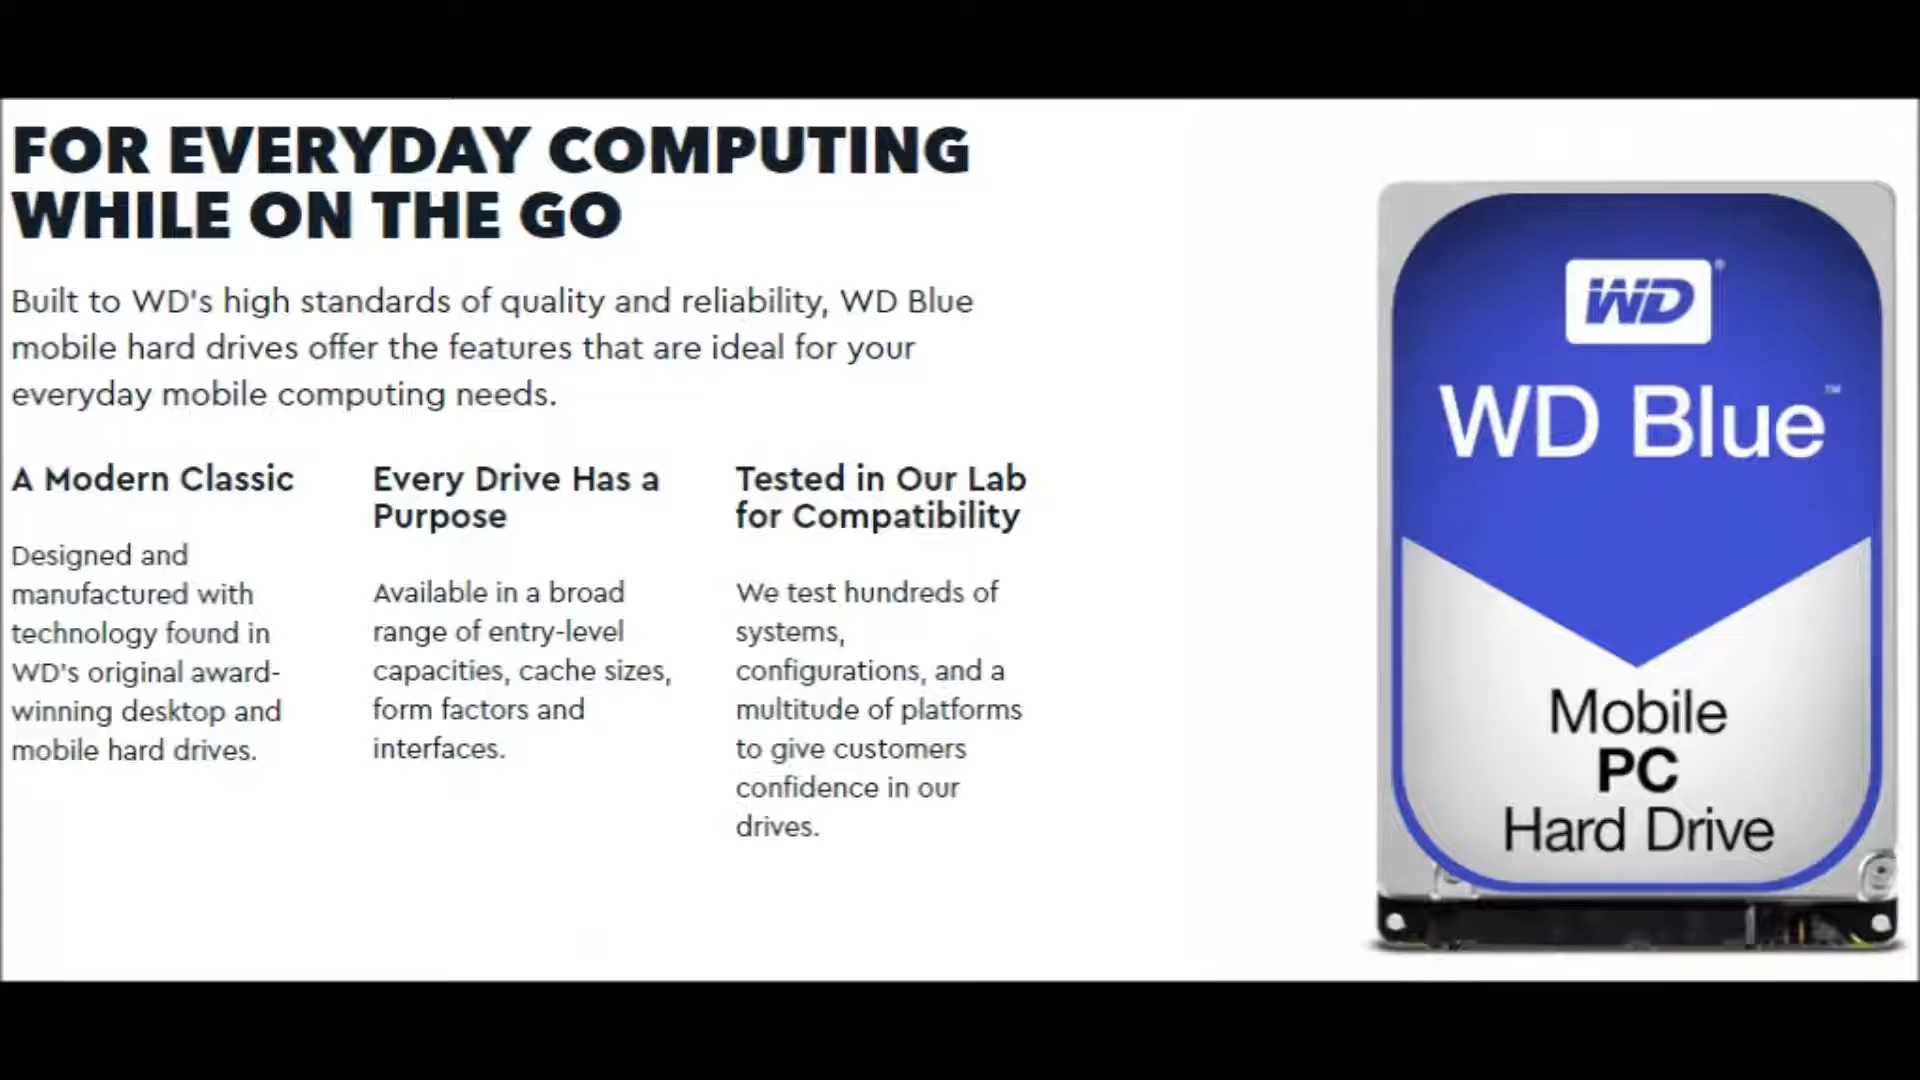 FOR EVERYDAY COMPUTING
WHILE ON THE GO
Built to WD's high standards of quality and reliability, WD Blue
mobile hard drives offer the features that are ideal for your
everyday mobile computing needs.
A Modern Classic
Designed and
manufactured with
technology found in
WD's original award-
winning desktop and
mobile hard drives.
Every Drive Has a
Purpose
Available in a broad
range of entry-level
capacities, cache sizes,
form factors and
interfaces.
Tested in Our Lab
for Compatibility
We test hundreds of
systems,
configurations, and a
multitude of platforms
to give customers
confidence in our
drives.
WD®
WD Blue™
Mobile
PC
Hard Drive